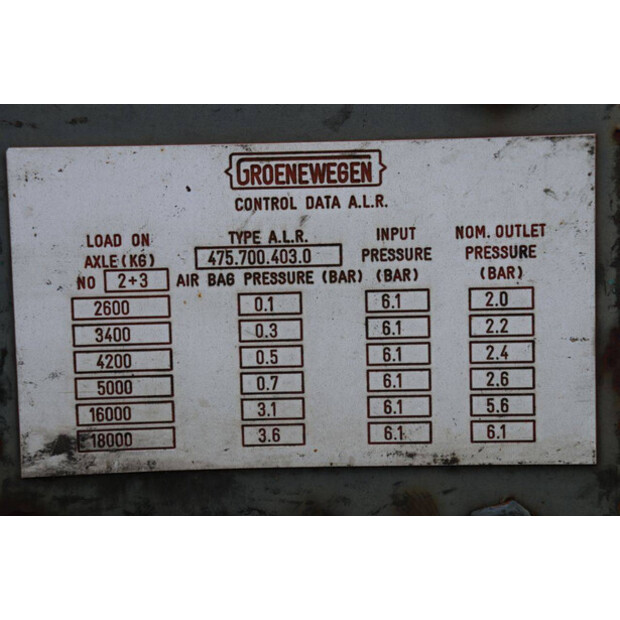 GROENEWEGEN
CONTROL DATA A.L.R.
LOAD ON AXLE (KG) NO 2+3
TYPE A.L.R. 475.700.403.0
AIR BAG PRESSURE (BAR)
INPUT PRESSURE (BAR)
NOM. OUTLET PRESSURE (BAR)
2600 0.1 6.1 2.0
3400 0.3 6.1 2.2
4200 0.5 6.1 2.4
5000 0.7 6.1 2.6
16000 3.1 6.1 5.6
18000 3.6 6.1 6.1